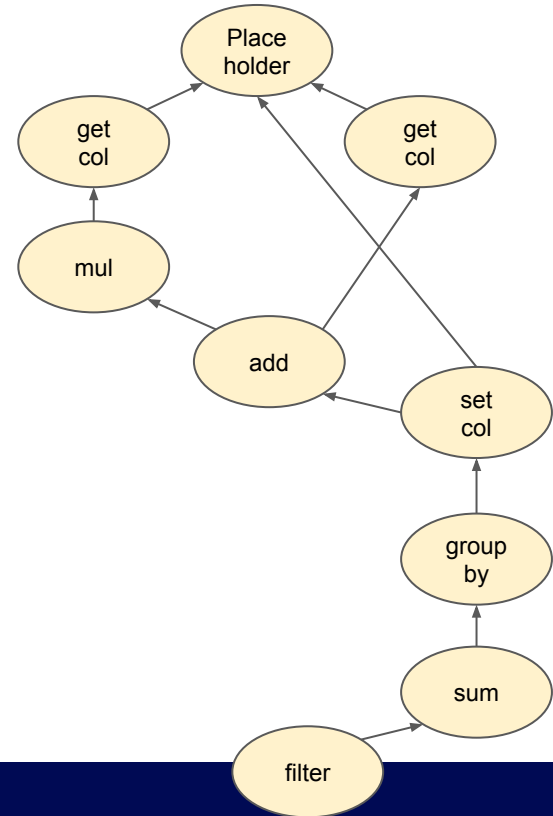 Place
holder
get
col
get
col
mul
add
set
col
group
by
sum
filter